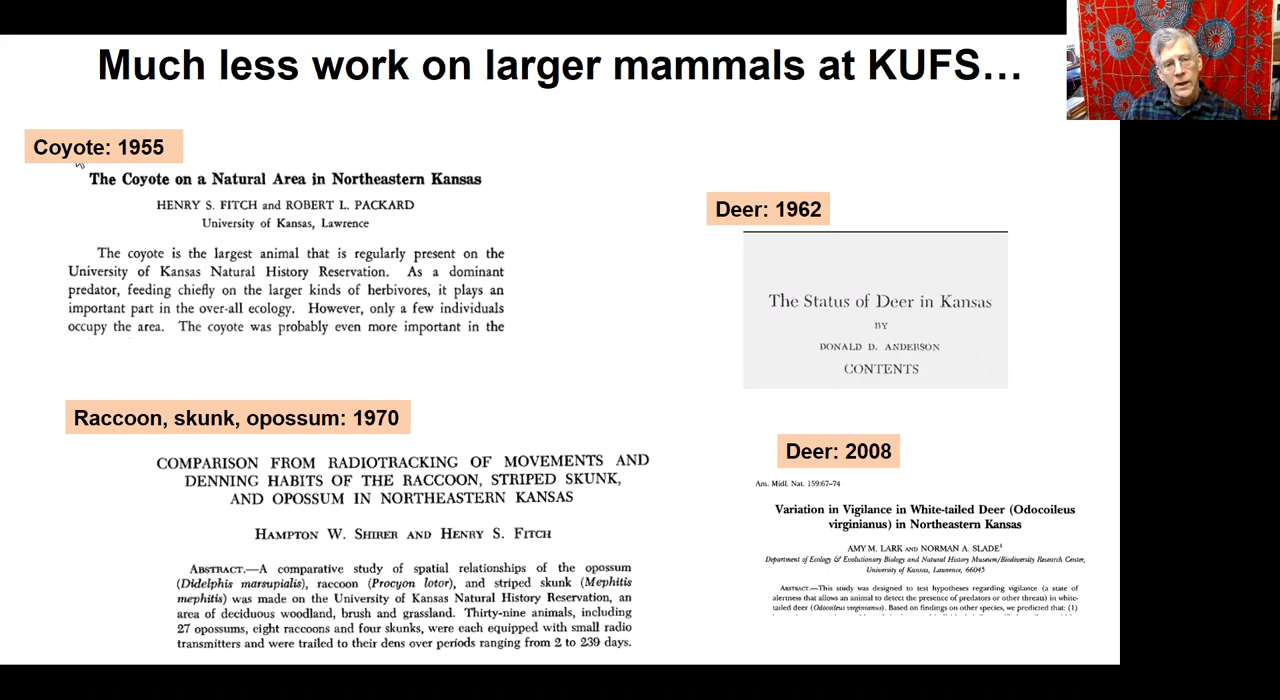 Much less work on larger mammals at KUFS…
Coyote: 1955
The Coyote on a Natural Area in Northeastern Kansas
HENRY S. FITCH and ROBERT L. PACKARD
University of Kansas, Lawrence
The coyote is the largest animal that is regularly present on the
University of Kansas Natural History Reservation. As a dominant
predator, feeding chiefly on the larger kinds of herbivores, it plays an
important part in the over-all ecology. However, only a few individuals
occupy the area. The coyote was probably even more important in the
Deer: 1962
The Status of Deer in Kansas
BY
DONALD D. ANDERSON
CONTENTS
Raccoon, skunk, opossum: 1970
COMPARISON FROM RADIOTRACKING OF MOVEMENTS AND
DENNING HABITS OF THE RACCOON, STRIPED SKUNK,
AND OPOSSUM IN NORTHEASTERN KANSAS
HAMPTON W. SHIRER AND HENRY S. FITCH
ABSTRACT.—A comparative study of spatial relationships of the opossum
(Didelphis marsupialis), raccoon (Procyon lotor), and striped skunk (Mephitis
mephitis) was made on the University of Kansas Natural History Reservation, an
area of deciduous woodland, brush and grassland. Thirty-nine animals, including
27 opossums, eight raccoons and four skunks, were each equipped with small radio
transmitters and were trailed to their dens over periods ranging from 2 to 239 days.
Deer: 2008
Am. Midl. Nat. 159:67–74
Variation in Vigilance in White-tailed Deer (Odocoileus
virginianus) in Northeastern Kansas
AMY M. LARK AND NORMAN A. SLADE¹
Department of Ecology & Evolutionary Biology and Natural History Museum/Biodiversity Research Center,
University of Kansas, Lawrence, 66045
ABSTRACT.—This study was designed to test hypotheses regarding vigilance (a state of
alertness that allows an animal to detect the presence of predators or other threat) in white-
tailed deer (Odocoileus virginianus). Based on findings on other species, we predicted that: (1)